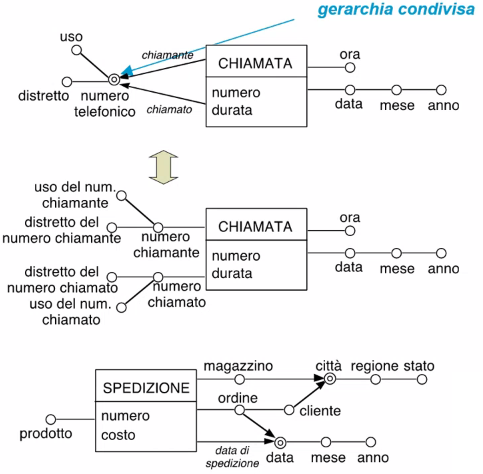 gerarchia condivisa
uso
chiamante
CHIAMATA
ora
distretto
numero
telefonico
chiamato
numero
durata
data
mese
anno
uso del num.
chiamante
distretto del
numero chiamante
numero
chiamante
CHIAMATA
ora
distretto del
numero chiamato
uso del num.
chiamato
numero
chiamato
numero
durata
data
mese
anno
magazzino
città
regione
stato
SPEDIZIONE
ordine
cliente
prodotto
numero
costo
data di
spedizione
data
mese
anno